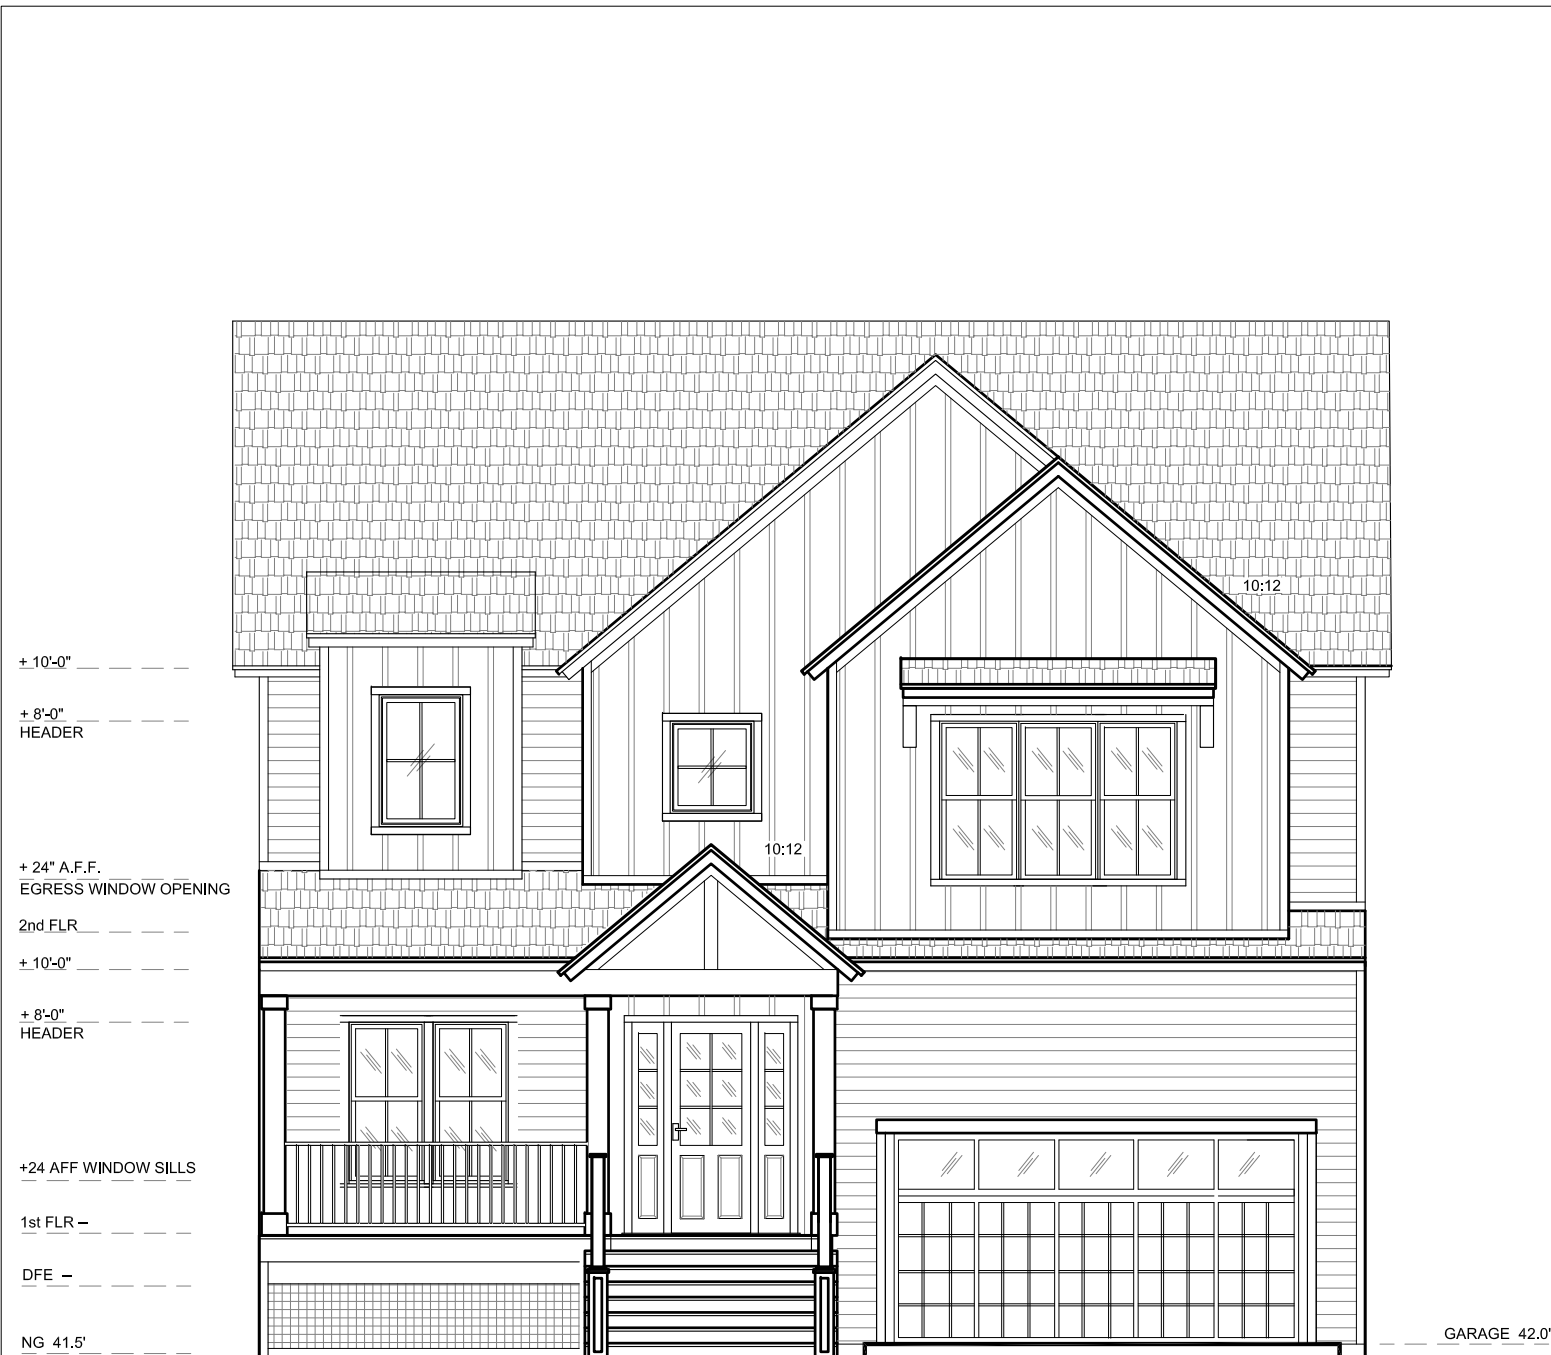 10:12
+ 10'-0"
+ 8'-0"
HEADER
10:12
+ 24" A.F.F.
EGRESS WINDOW OPENING
2nd FLR
+ 10'-0"
+ 8'-0"
HEADER
+24 AFF WINDOW SILLS
1st FLR –
DFE –
NG 41.5'
GARAGE 42.0'